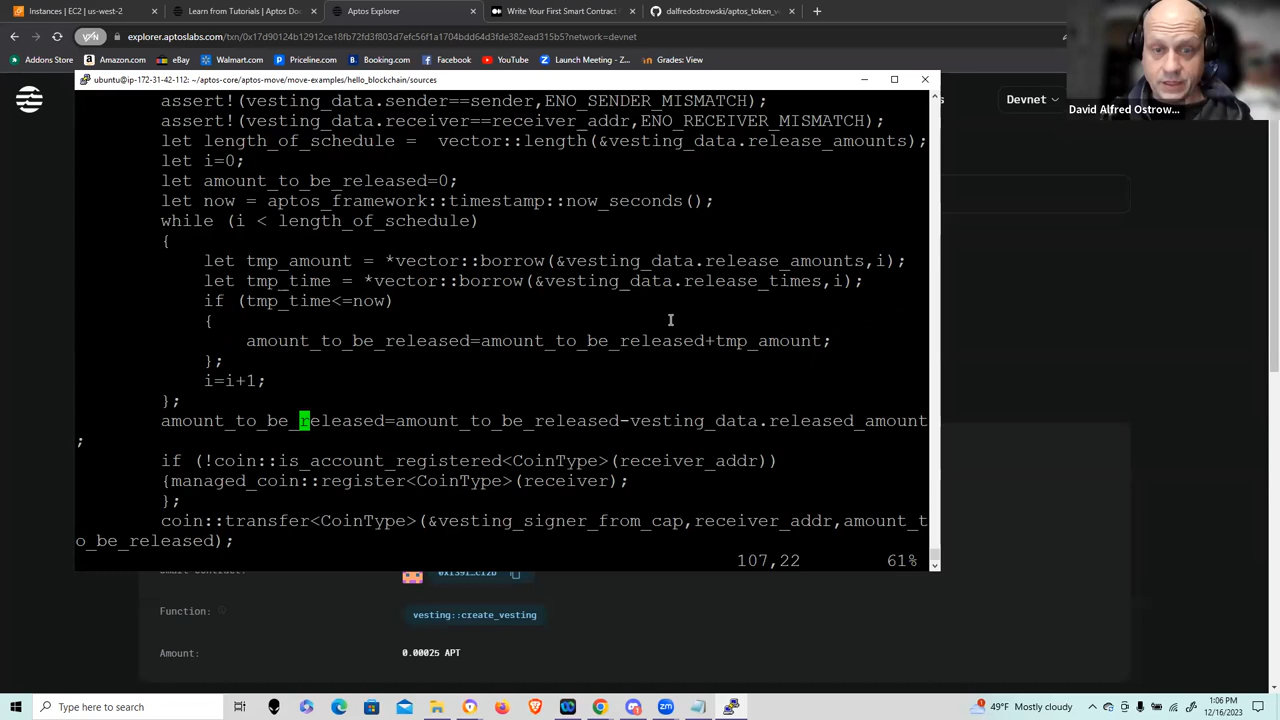 Instances | EC2 | us-west-2
Learn from Tutorials | Aptos Doc
Aptos Explorer
Write Your First Smart Contract
dalfredostrowski/aptos_token_ve
explorer.aptoslabs.com/txn/0x17d90124b12912ce18fb72fd3f803d7efc56af1a1704bdd64d3fde382ead315b5?network=devnet
Addons Store
Amazon.com
Booking.com
Priceline.com
Facebook
YouTube
Launch Meeting - Z...
Grades: View
David Alfred Ostrow...
Devnet
ubuntu@ip-172-31-42-112: ~/aptos-core/aptos-move/move-examples/hello_blockchain/sources
assert!(vesting_data.sender==sender,ENO_SENDER_MISMATCH);
assert!(vesting_data.receiver==receiver_addr,ENO_RECEIVER_MISMATCH);
let length_of_schedule =  vector::length(&vesting_data.release_amounts);
let i=0;
let amount_to_be_released=0;
let now = aptos_framework::timestamp::now_seconds();
while (i < length_of_schedule)
{
let tmp_amount = *vector::borrow(&vesting_data.release_amounts,i);
let tmp_time = *vector::borrow(&vesting_data.release_times,i);
if (tmp_time<=now)
{
amount_to_be_released=amount_to_be_released+tmp_amount;
};
i=i+1;
};
amount_to_be_released=amount_to_be_released-vesting_data.released_amount
;
if (!coin::is_account_registered<CoinType>(receiver_addr))
{managed_coin::register<CoinType>(receiver);
};
coin::transfer<CoinType>(&vesting_signer_from_cap,receiver_addr,amount_t
o_be_released);
107,22
61%
Function:
vesting::create_vesting
Amount:
0.00025 APT
Type here to search
49°F Mostly cloudy
1:06 PM
12/16/2023